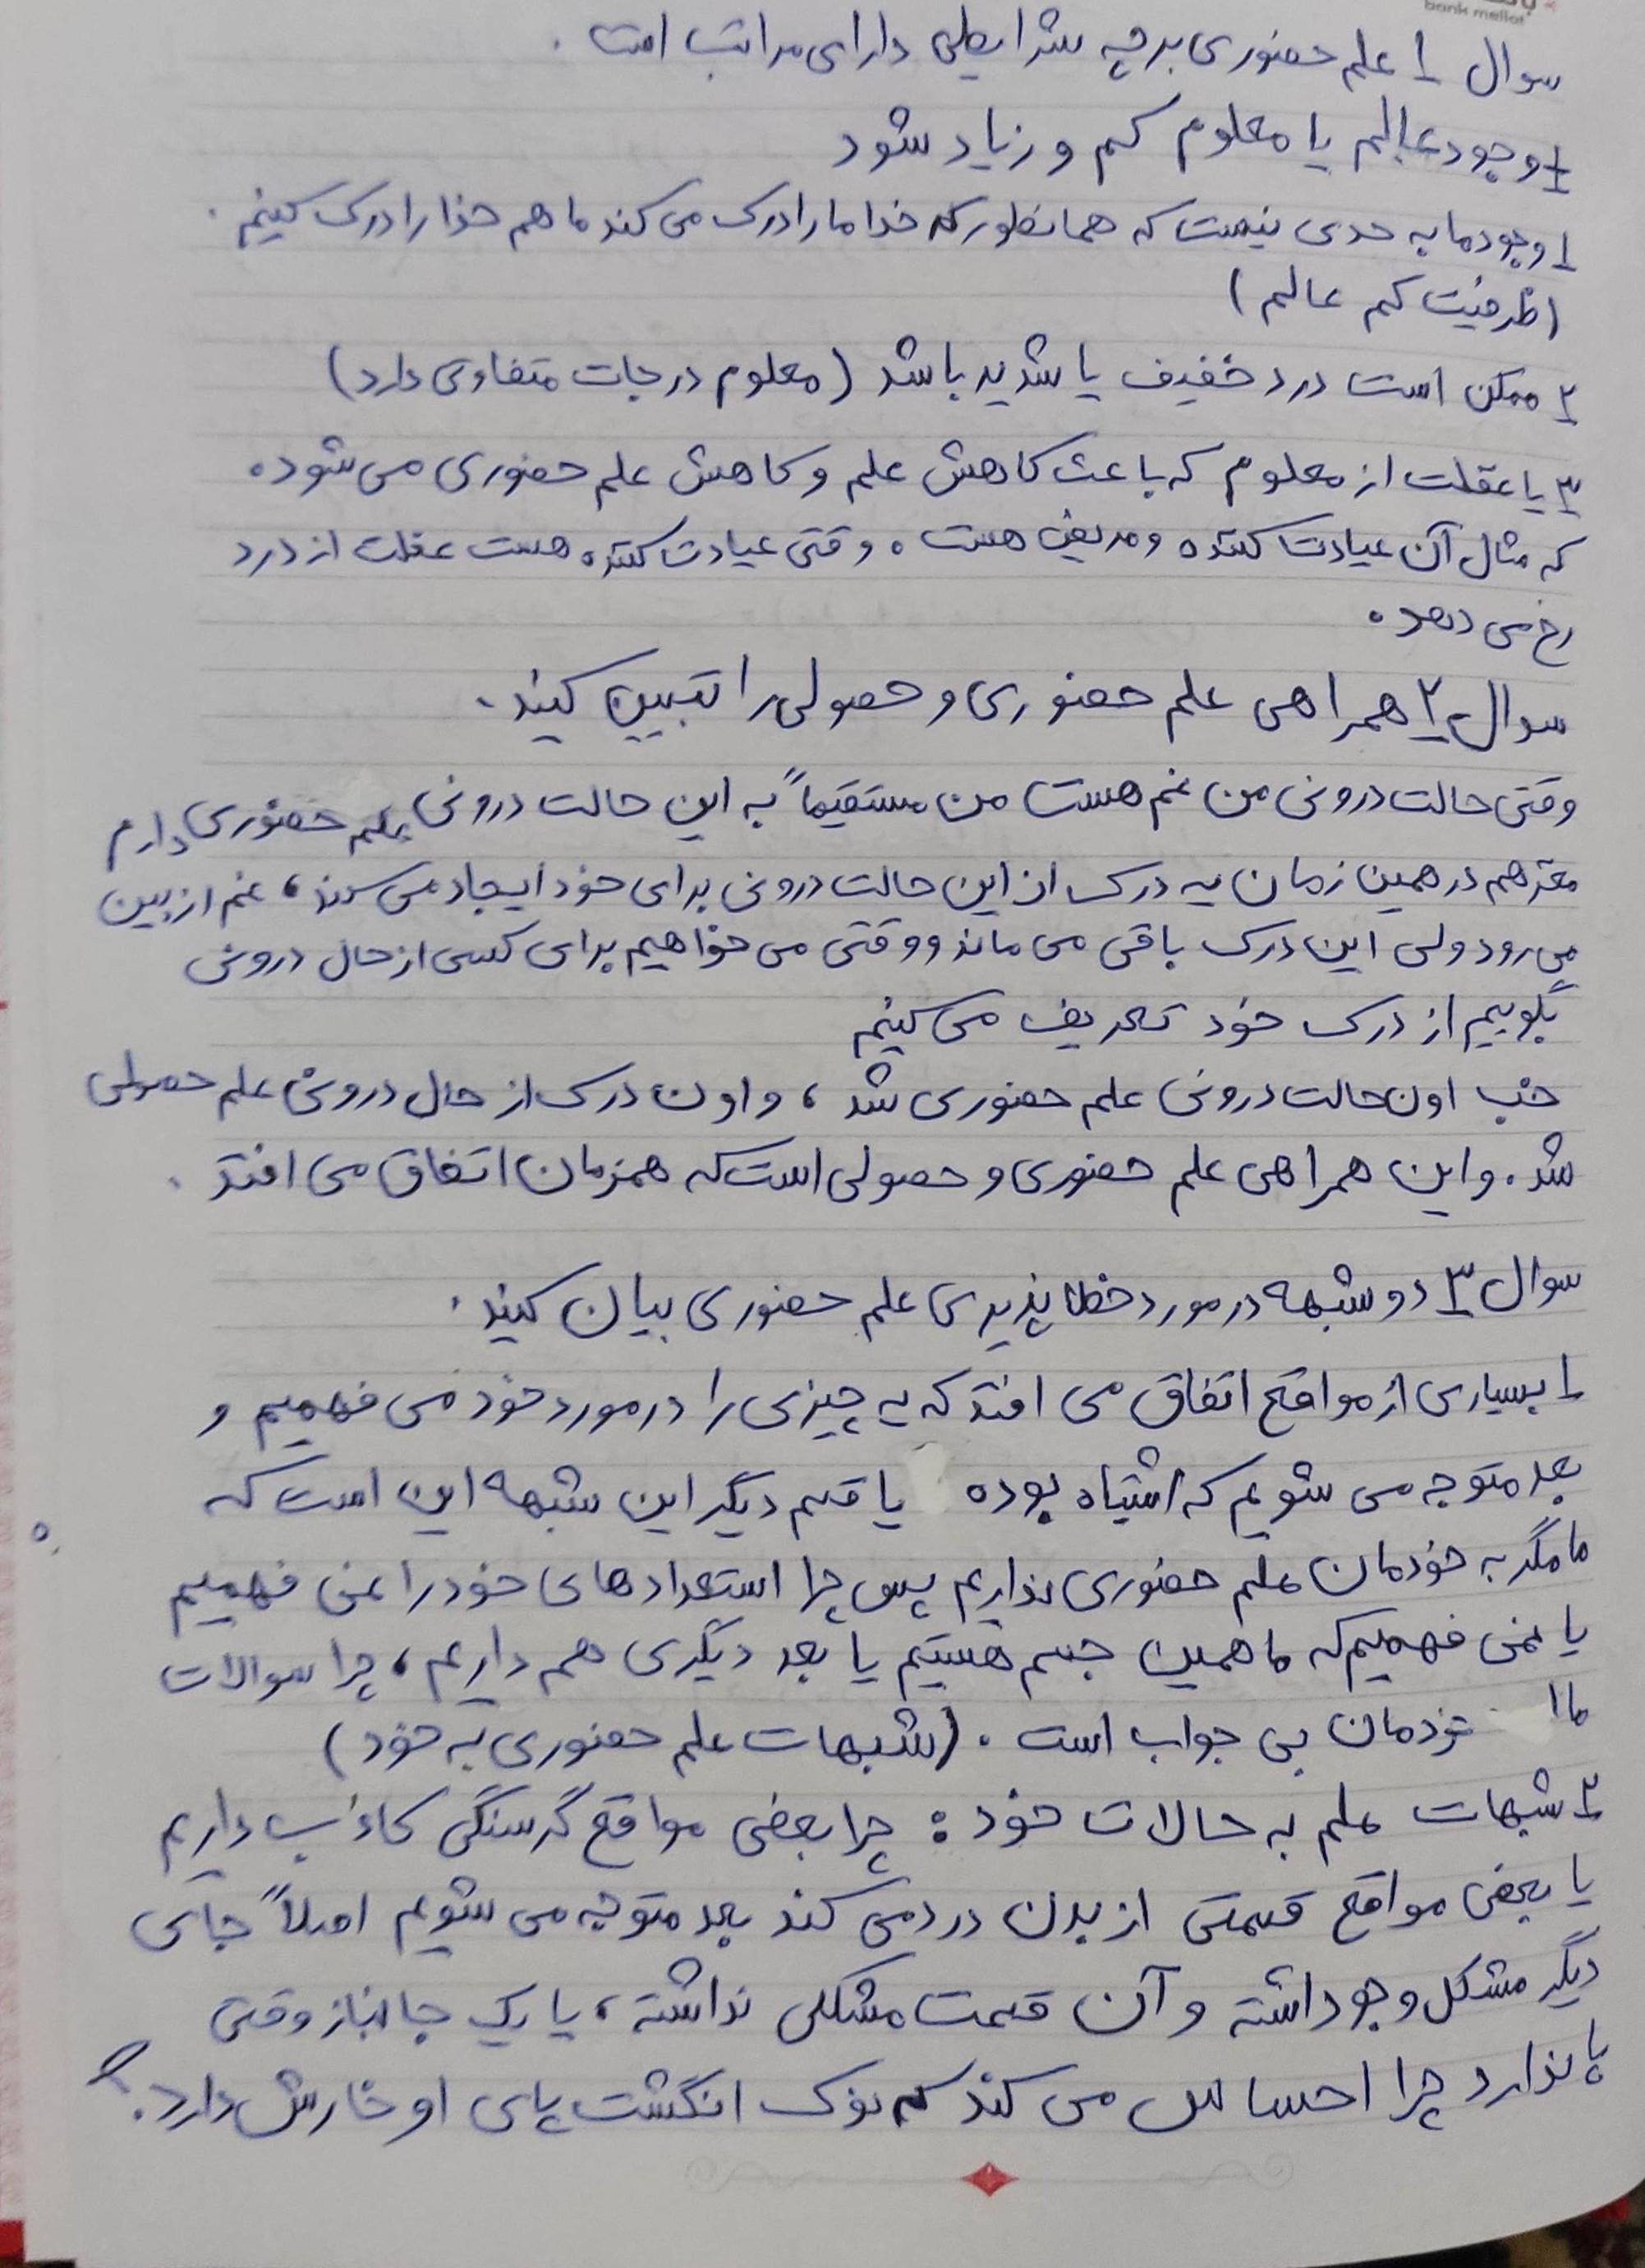 bank mellat
سوال ۱ علم حضوری بر چه شرایطی دارای مراتب است .
۱ وجود عالم یا معلوم کم و زیاد شود
۱ وجود ما به حدی نیست که همانطور که خدا ما را درک می کند ما هم خدا را درک کنیم .
(ظرفیت کم عالم)
۲ ممکن است درد خفیف یا شدید باشد (معلوم درجات متفاوتی دارد)
۳ یا غفلت از معلوم که باعث کاهش علم و کاهش علم حضوری می شود .
که مثال آن عیادت کننده و مریض هست . وقتی عیادت کننده هست غفلت از درد
رخ می دهد .
سوال ۲ همراهی علم حضوری و حصولی را تبیین کنید .
وقتی حالت درونی من غم هست من مستقیماً به این حالت درونی علم حضوری دارم
مغز هم در همین زمان یه درک از این حالت درونی برای خود ایجاد می کند ، غم از بین
می رود ولی این درک باقی می ماند و وقتی می خواهیم برای کسی از حال درونی
بگوییم از درک خود تعریف می کنیم
خب اون حالت درونی علم حضوری شد ، و اون درک از حال درونی علم حصولی
شد . و این همراهی علم حضوری و حصولی است که همزمان اتفاق می افتد .
سوال ۳ دو شبهه در مورد خطاپذیری علم حضوری بیان کنید .
۱ بسیاری از مواقع اتفاق می افتد که یه چیزی را در مورد خود می فهمیم و
بعد متوجه می شویم که اشتباه بوده یا قسم دیگر این شبهه این است که
ما مگر به خودمان علم حضوری نداریم پس چرا استعدادهای خود را نمی فهمیم
یا نمی فهمیم که ما همین جسم هستیم یا بعد دیگری هم داریم ، چرا سوالات
ما از خودمان بی جواب است . (شبهات علم حضوری به خود)
۲ شبهات علم به حالات خود : چرا بعضی مواقع گرسنگی کاذب داریم
یا بعضی مواقع قسمتی از بدن درد می کند بعد متوجه می شویم اصلاً جای
دیگر مشکل وجود داشته و آن قسمت مشکلی نداشته ، یا یک جانباز وقتی
پا ندارد چرا احساس می کند که نوک انگشت پای او خارش دارد . ؟